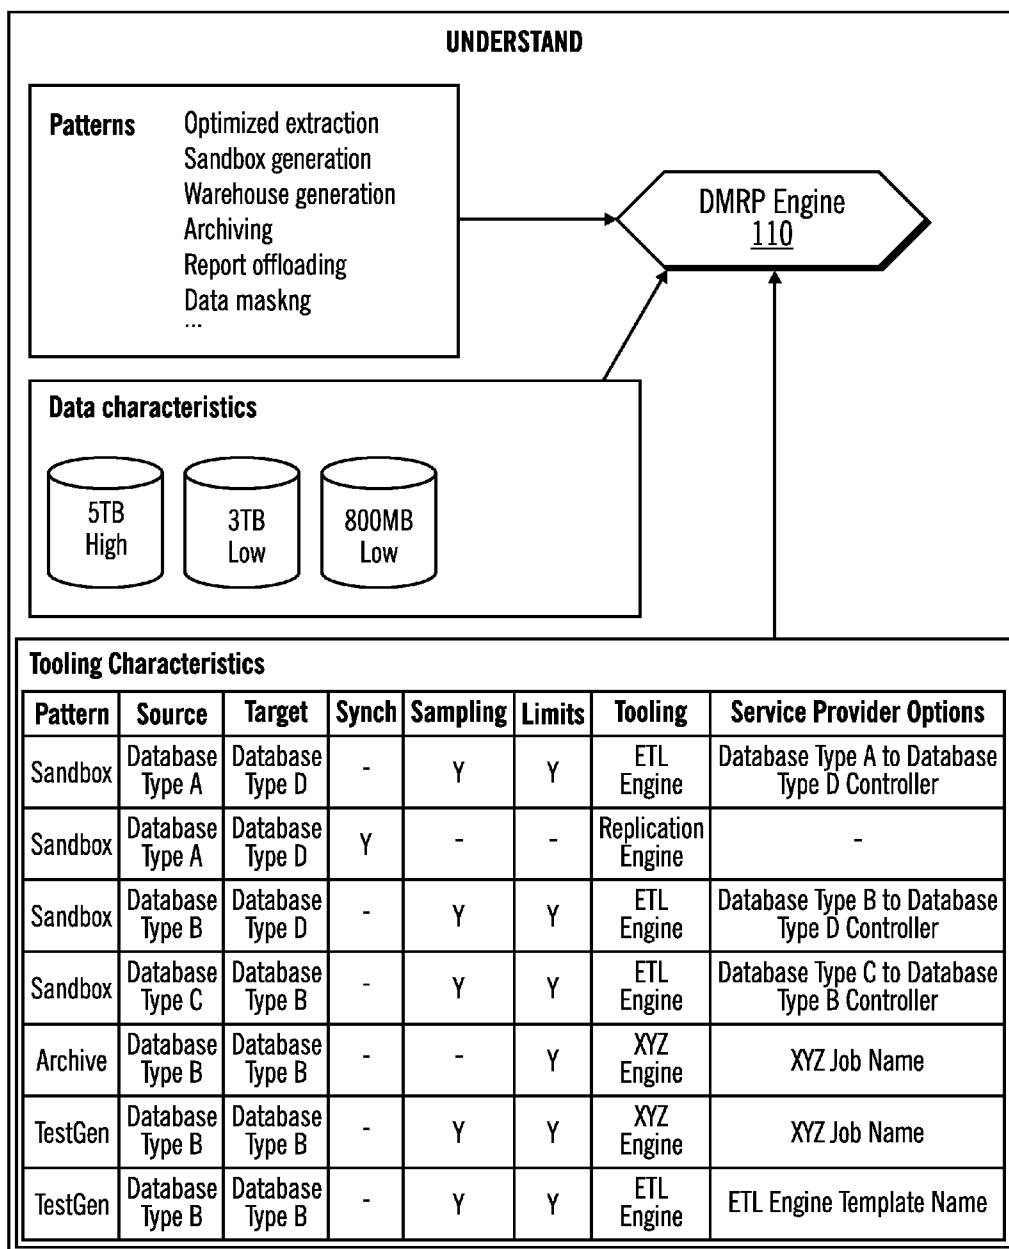 UNDERSTAND
Patterns Optimized extraction
Sandbox generation
Warehouse generation
Archiving
Report offloading
Data maskng
...
DMRP Engine
110
Data characteristics
5TB
High
3TB
Low
800MB
Low
Tooling Characteristics
Pattern Source Target Synch Sampling Limits Tooling Service Provider Options
Sandbox Database Type A Database Type D - Y Y ETL Engine Database Type A to Database Type D Controller
Sandbox Database Type A Database Type D Y - - Replication Engine -
Sandbox Database Type B Database Type D - Y Y ETL Engine Database Type B to Database Type D Controller
Sandbox Database Type C Database Type B - Y Y ETL Engine Database Type C to Database Type B Controller
Archive Database Type B Database Type B - - Y XYZ Engine XYZ Job Name
TestGen Database Type B Database Type B - Y Y XYZ Engine XYZ Job Name
TestGen Database Type B Database Type B - Y Y ETL Engine ETL Engine Template Name